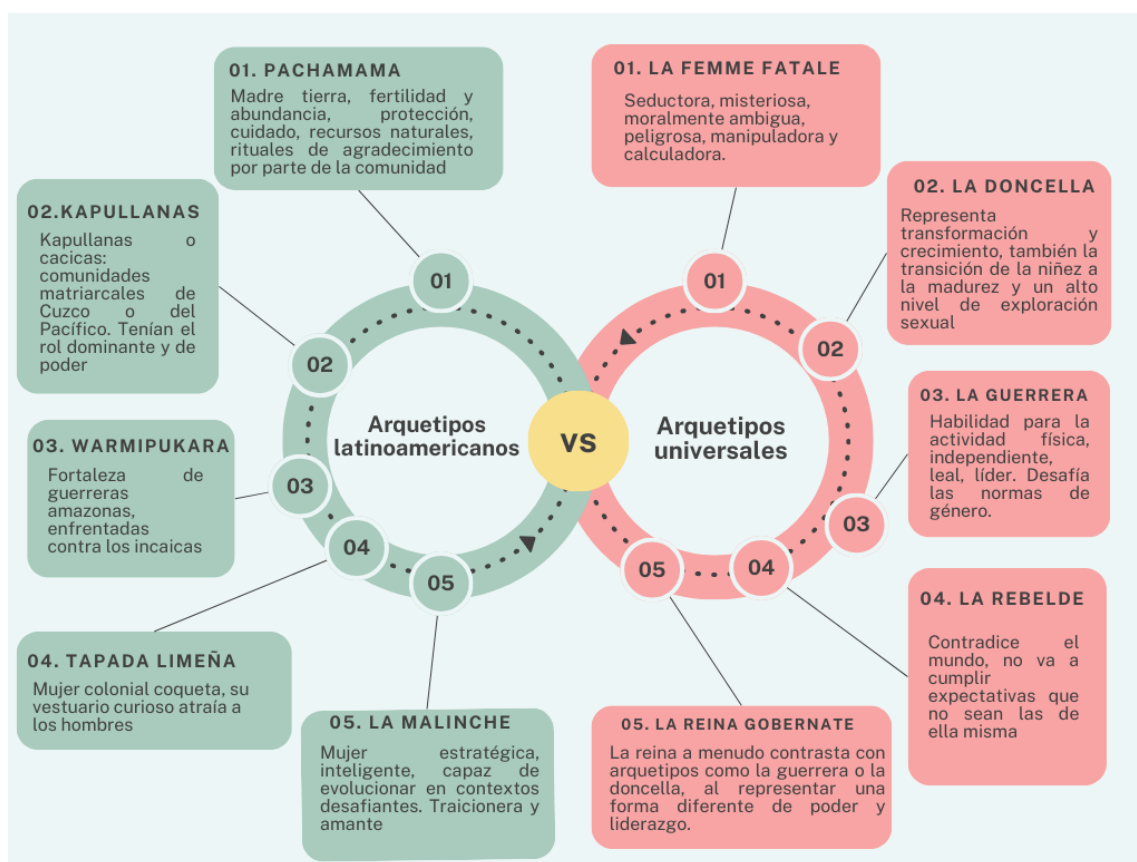 01. PACHAMAMA
Madre tierra, fertilidad y
abundancia, protección,
cuidado, recursos naturales,
rituales de agradecimiento
por parte de la comunidad
02.KAPULLANAS
Kapullanas o
cacicas:
comunidades
matriarcales de
Cuzco o del
Pacífico. Tenían el
rol dominante y de
poder
03. WARMIPUKARA
Fortaleza de
guerreras
amazonas,
enfrentadas
contra los incaicas
04. TAPADA LIMEÑA
Mujer colonial coqueta, su
vestuario curioso atraía a
los hombres
05. LA MALINCHE
Mujer estratégica,
inteligente, capaz de
evolucionar en contextos
desafiantes. Traicionera y
amante
01
02
03
04
05
Arquetipos
latinoamericanos
VS
Arquetipos
universales
01
02
03
04
05
01. LA FEMME FATALE
Seductora, misteriosa,
moralmente ambigua,
peligrosa, manipuladora y
calculadora.
02. LA DONCELLA
Representa
transformación y
crecimiento, también la
transición de la niñez a
la madurez y un alto
nivel de exploración
sexual
03. LA GUERRERA
Habilidad para la
actividad física,
independiente,
leal, líder. Desafía
las normas de
género.
04. LA REBELDE
Contradice el
mundo, no va a
cumplir
expectativas que
no sean las de
ella misma
05. LA REINA GOBERNATE
La reina a menudo contrasta con
arquetipos como la guerrera o la
doncella, al representar una
forma diferente de poder y
liderazgo.